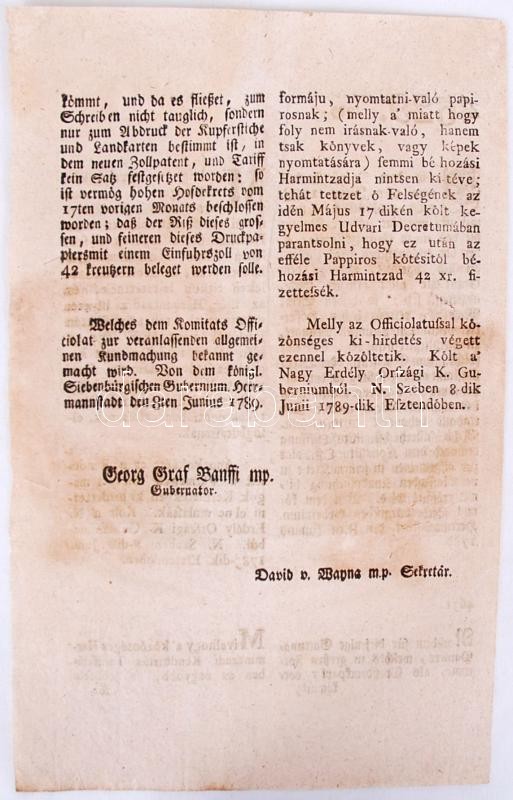 kömmt, und da es fließet, zum
Schreiben nicht tauglich, sondern
nur zum Abdruck der Kupferstiche
und Landkarten bestimmt ist, in
dem neuen Zollpatent, und Tariff
kein Satz festgesetzet worden: so
ist vermög hohen Hofdekrets vom
17ten vorigen Monats beschlossen
worden; daß der Riß dieses gros-
sen, und feineren dieses Druckpa-
piersmit einem Einfuhrszoll von
42 kreutzern beleget werden solle.
Welches dem Komitats Offi-
ciolat zur veranlassenden allgemei-
nen Kundmachung bekannt ge-
macht wird. Von dem königl.
Siebenbürgischen Gubernium. Herr-
mannstadt den 8ten Junius 1789.
formáju, nyomtatni-való papi-
rosnak; (melly a' miatt hogy
foly nem irásnak-való, hanem
tsak könyvek, vagy képek
nyomtatására) semmi bé hozási
Harmintzadja nintsen ki-téve;
tehát tettzet ő Felségének az
idén Május 17-dikén költ ke-
gyelmes Udvari Decretumában
parantsolni, hogy ez után az
efféle Pappiros kötésitöl bé-
hozási Harmintzad 42 xr. fi-
zettessék.
Melly az Officiolatussal kö-
zönséges ki-hirdetés végett
ezennel közöltetik. Költ a'
Nagy Erdély Országi K. Gu-
berniumból. N. Szeben 8-dik
Junii 1789-dik Esztendőben.
Georg Graf Banffi mp.
Gubernator.
David v. Wayna m.p. Sekretár.
darabanth